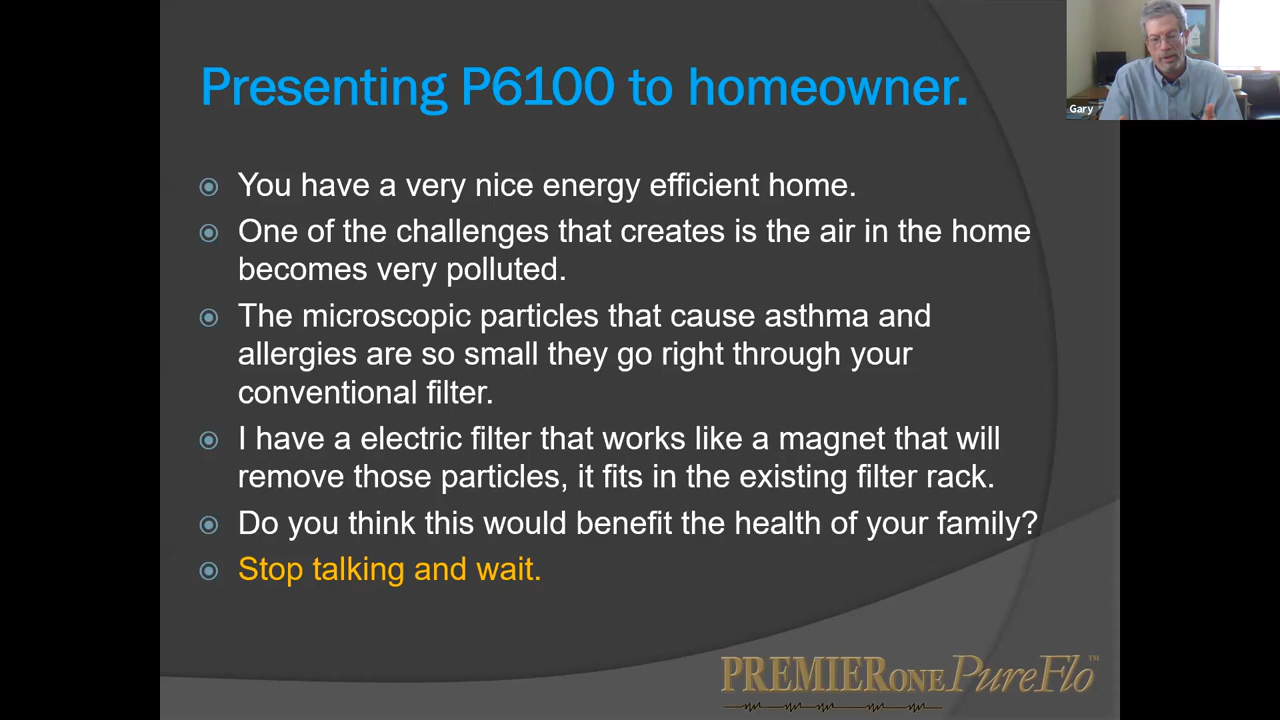 Presenting P6100 to homeowner.
Gary
You have a very nice energy efficient home.
One of the challenges that creates is the air in the home
becomes very polluted.
The microscopic particles that cause asthma and
allergies are so small they go right through your
conventional filter.
I have a electric filter that works like a magnet that will
remove those particles, it fits in the existing filter rack.
Do you think this would benefit the health of your family?
Stop talking and wait.
PREMIERONE PureFlo™